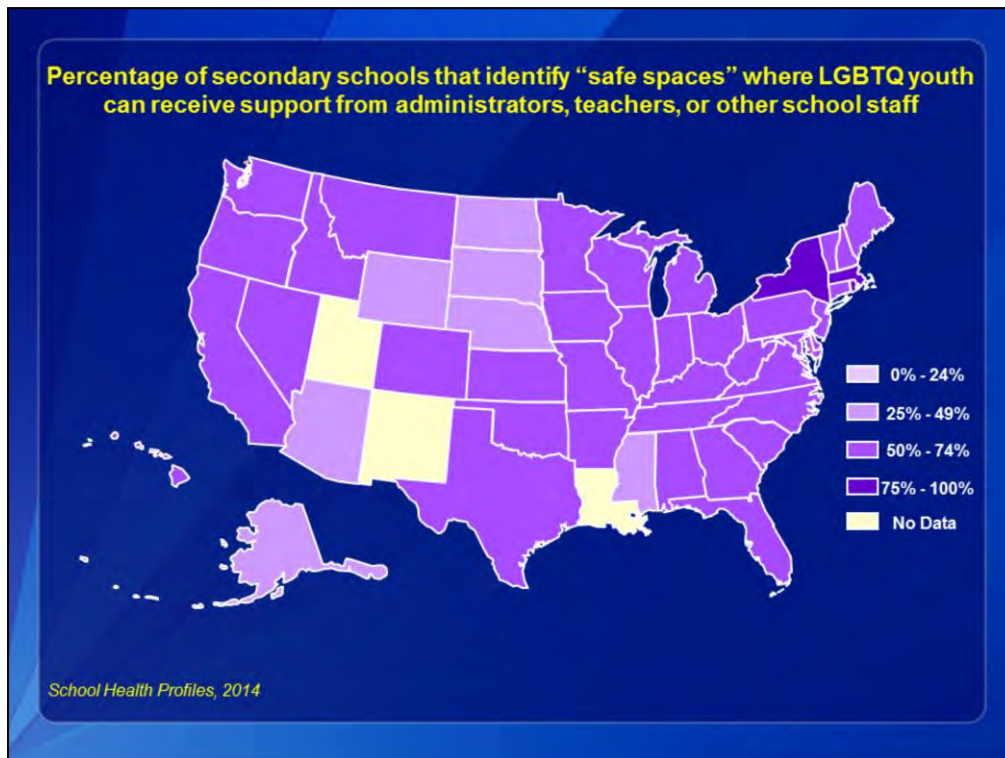 Percentage of secondary schools that identify “safe spaces” where LGBTQ youth
can receive support from administrators, teachers, or other school staff
0% - 24%
25% - 49%
50% - 74%
75% - 100%
No Data
School Health Profiles, 2014